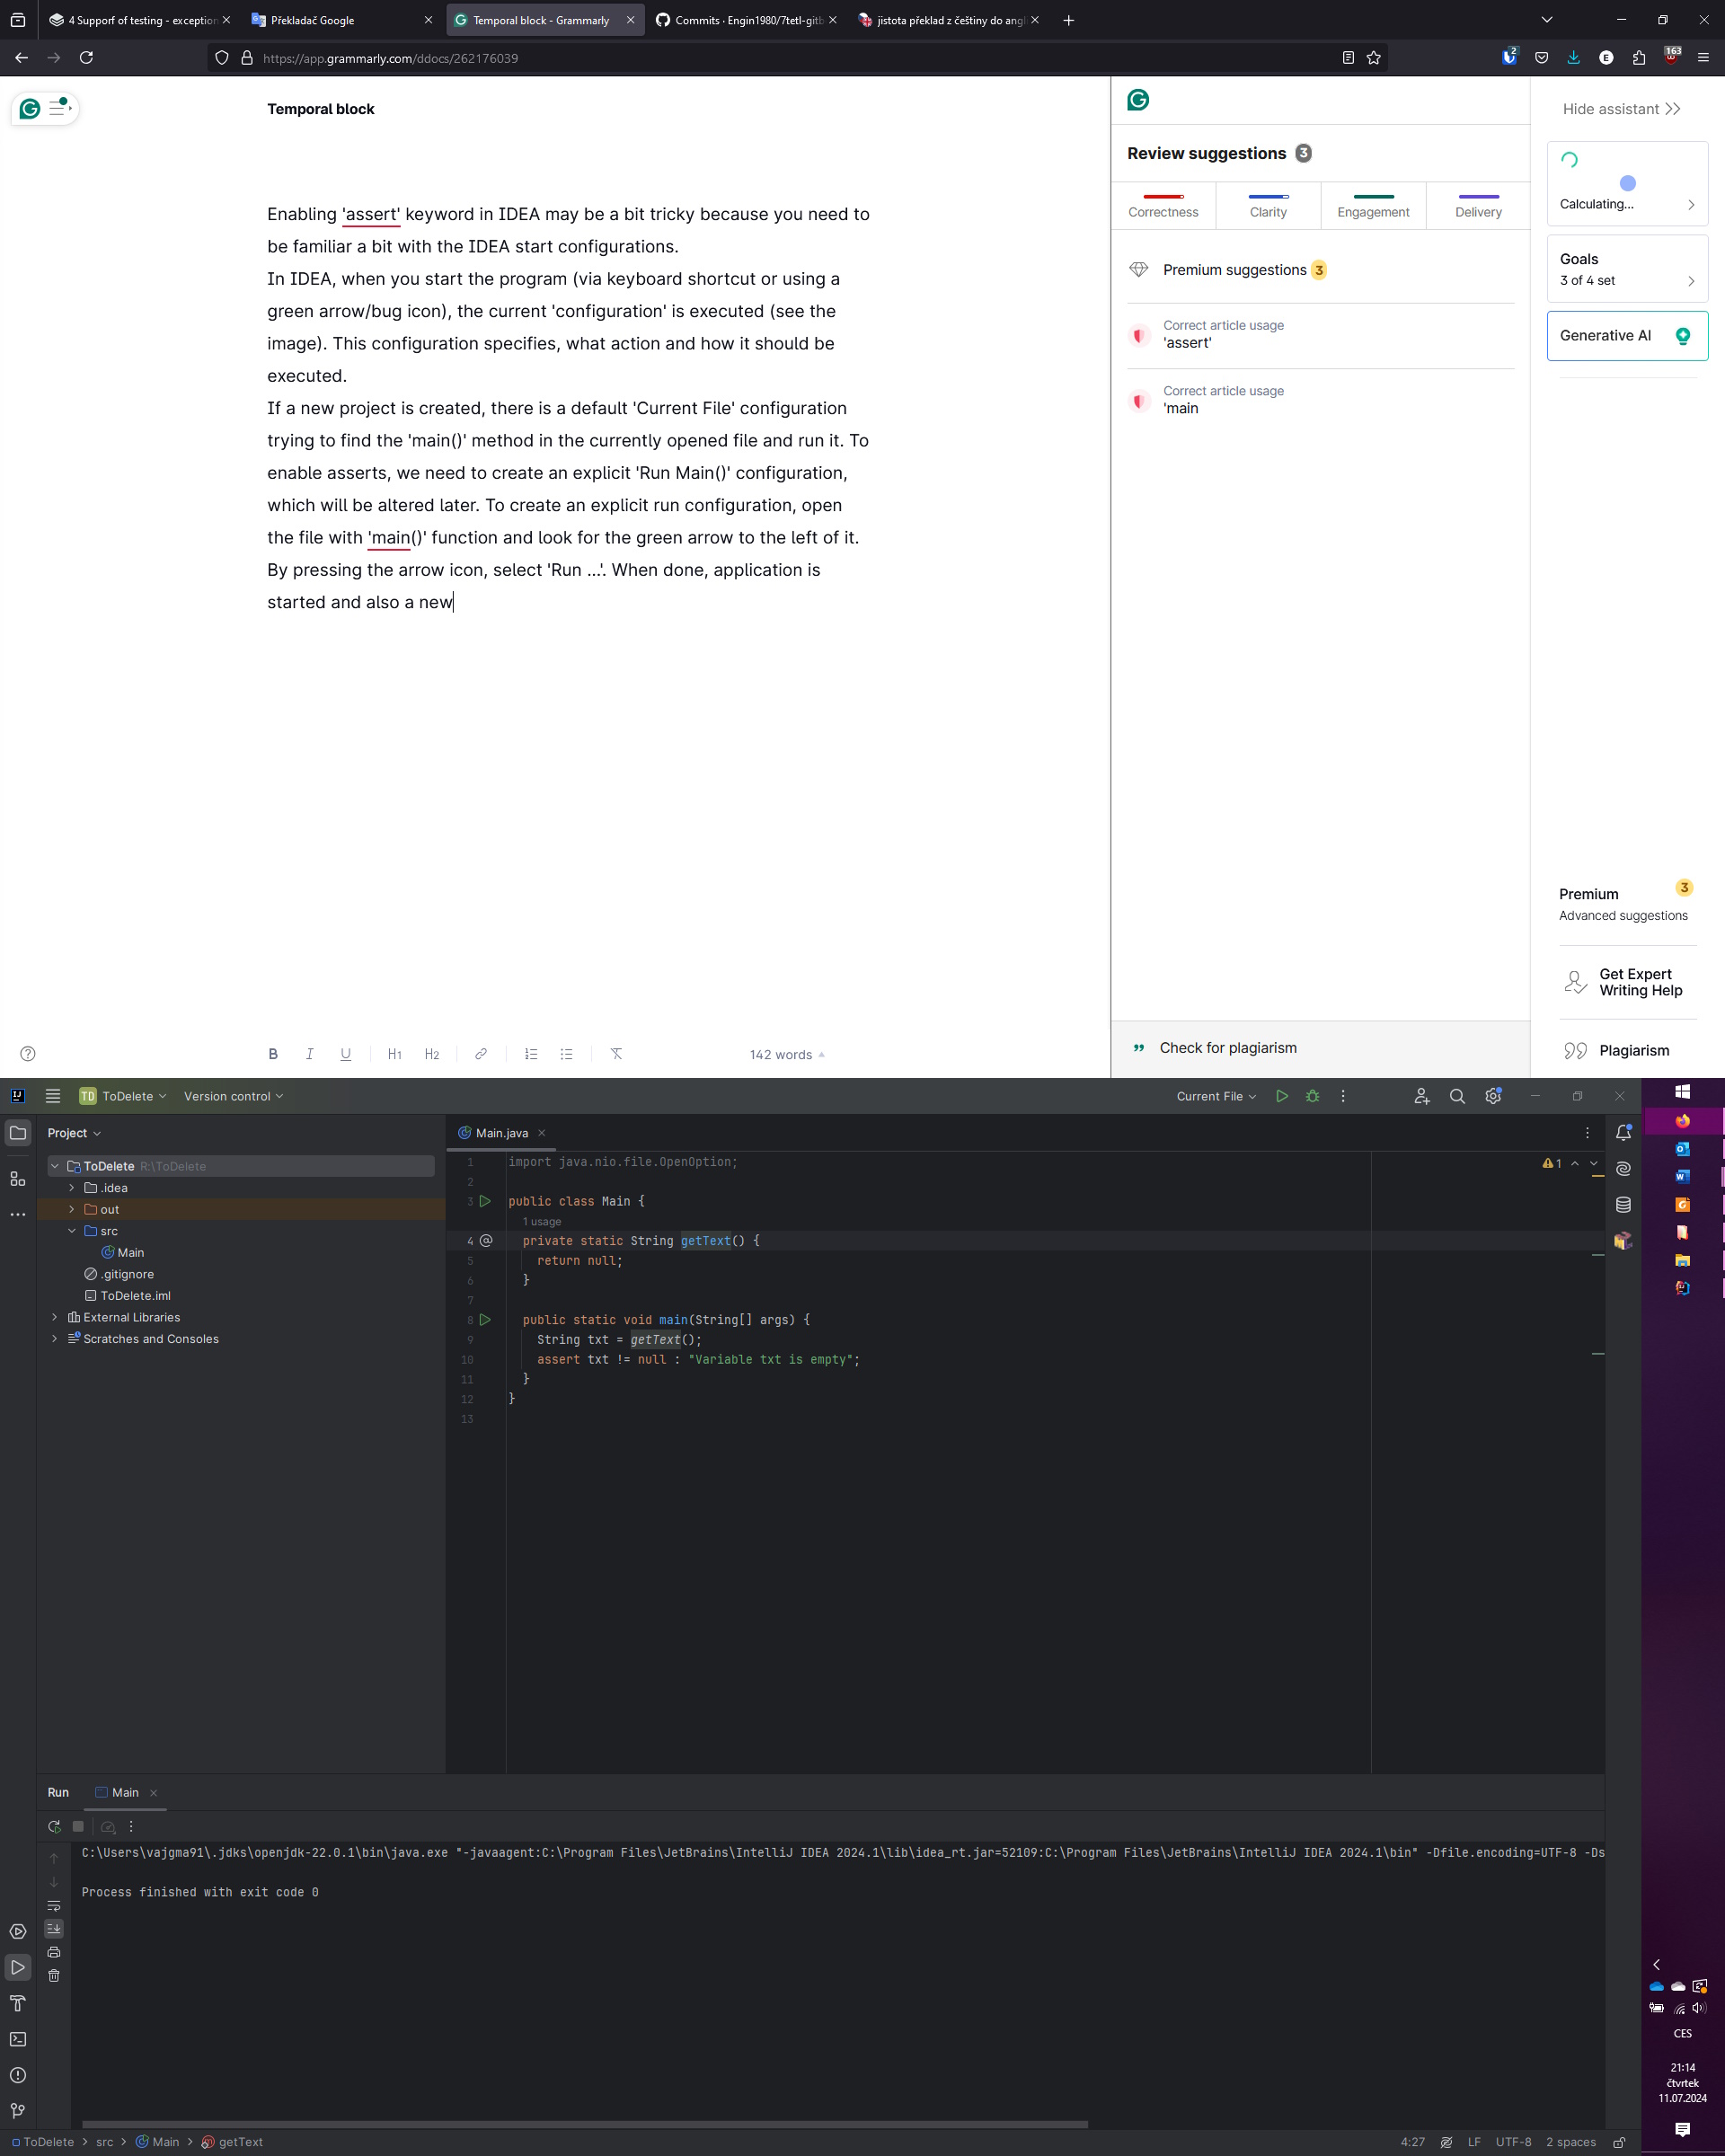 4 Support of testing - exception
Překladač Google
Temporal block - Grammarly
Commits · Engin1980/7tetl-gitb
jistota překlad z češtiny do angl
https://app.grammarly.com/ddocs/262176039
2
E
163
Temporal block
Enabling 'assert' keyword in IDEA may be a bit tricky because you need to
be familiar a bit with the IDEA start configurations.
In IDEA, when you start the program (via keyboard shortcut or using a
green arrow/bug icon), the current 'configuration' is executed (see the
image). This configuration specifies, what action and how it should be
executed.
If a new project is created, there is a default 'Current File' configuration
trying to find the 'main()' method in the currently opened file and run it. To
enable asserts, we need to create an explicit 'Run Main()' configuration,
which will be altered later. To create an explicit run configuration, open
the file with 'main()' function and look for the green arrow to the left of it.
By pressing the arrow icon, select 'Run ...'. When done, application is
started and also a new
B I U H1 H2
142 words
Review suggestions 3
Correctness
Clarity
Engagement
Delivery
Premium suggestions 3
Correct article usage
'assert'
Correct article usage
'main
Check for plagiarism
Hide assistant
Calculating...
Goals
3 of 4 set
Generative AI
Premium 3
Advanced suggestions
Get Expert
Writing Help
Plagiarism
IJ
TD ToDelete
Version control
Current File
Project
ToDelete R:\ToDelete
.idea
out
src
Main
.gitignore
ToDelete.iml
External Libraries
Scratches and Consoles
Main.java
1
1 import java.nio.file.OpenOption;
2
3 public class Main {
1 usage
4 private static String getText() {
5 return null;
6 }
7
8 public static void main(String[] args) {
9 String txt = getText();
10 assert txt != null : "Variable txt is empty";
11 }
12 }
13
Run
Main
C:\Users\vajgma91\.jdks\openjdk-22.0.1\bin\java.exe "-javaagent:C:\Program Files\JetBrains\IntelliJ IDEA 2024.1\lib\idea_rt.jar=52109:C:\Program Files\JetBrains\IntelliJ IDEA 2024.1\bin" -Dfile.encoding=UTF-8 -Ds
Process finished with exit code 0
ToDelete > src > Main > getText
4:27
LF
UTF-8
2 spaces
CES
21:14
čtvrtek
11.07.2024